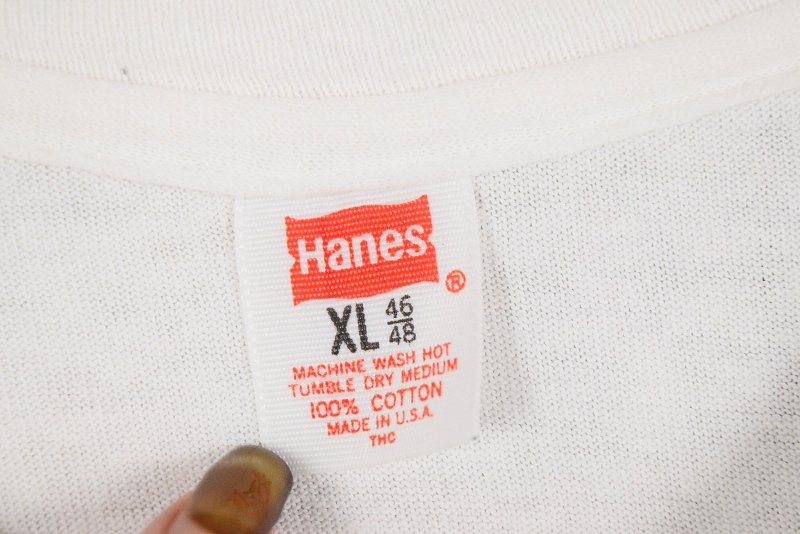 Hanes ®
XL 46/48
MACHINE WASH HOT
TUMBLE DRY MEDIUM
100% COTTON
MADE IN U.S.A.
THC